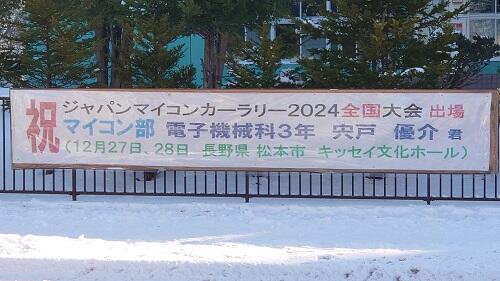 祝
ジャパンマイコンカーラリー2024全国大会 出場
マイコン部 電子機械科3年 宍戸 優介 君
(12月27日、28日 長野県 松本市 キッセイ文化ホール)